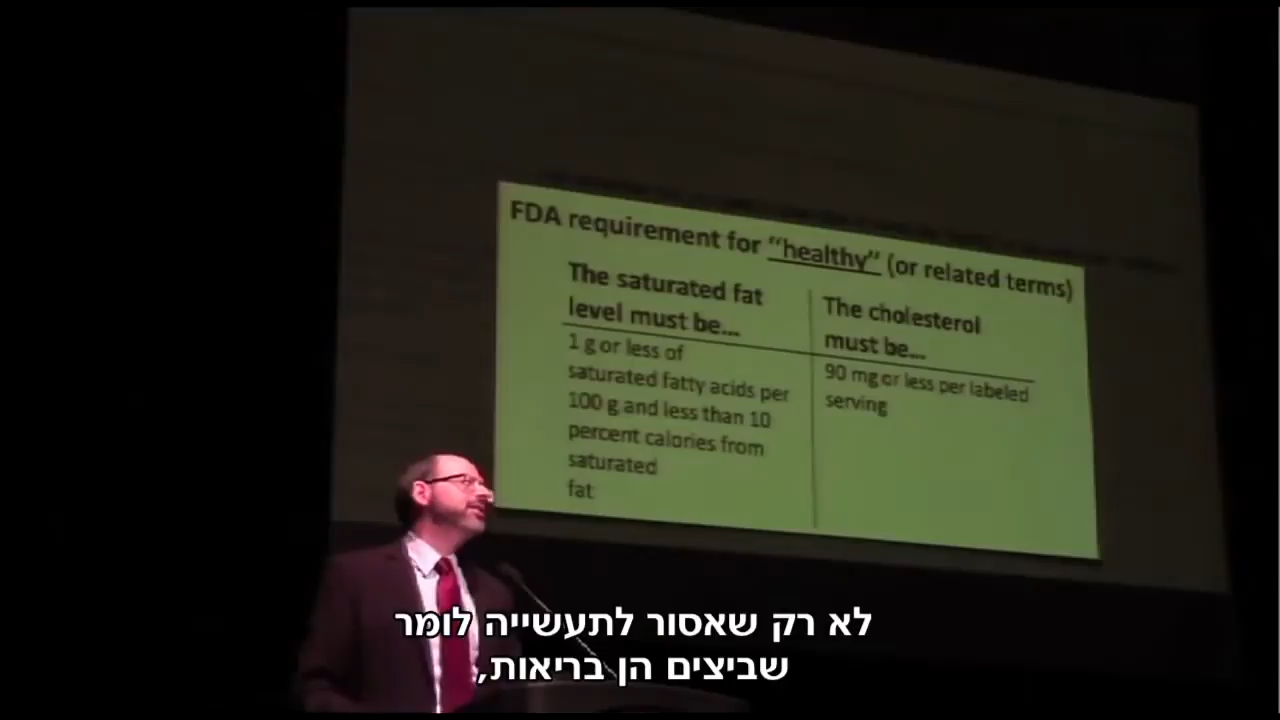 FDA requirement for “healthy” (or related terms)
The saturated fat
level must be...
1 g or less of
saturated fatty acids per
100 g and less than 10
percent calories from
saturated
fat
The cholesterol
must be...
90 mg or less per labeled
serving
לא רק שאסור לתעשייה לומר
שביצים הן בריאות,